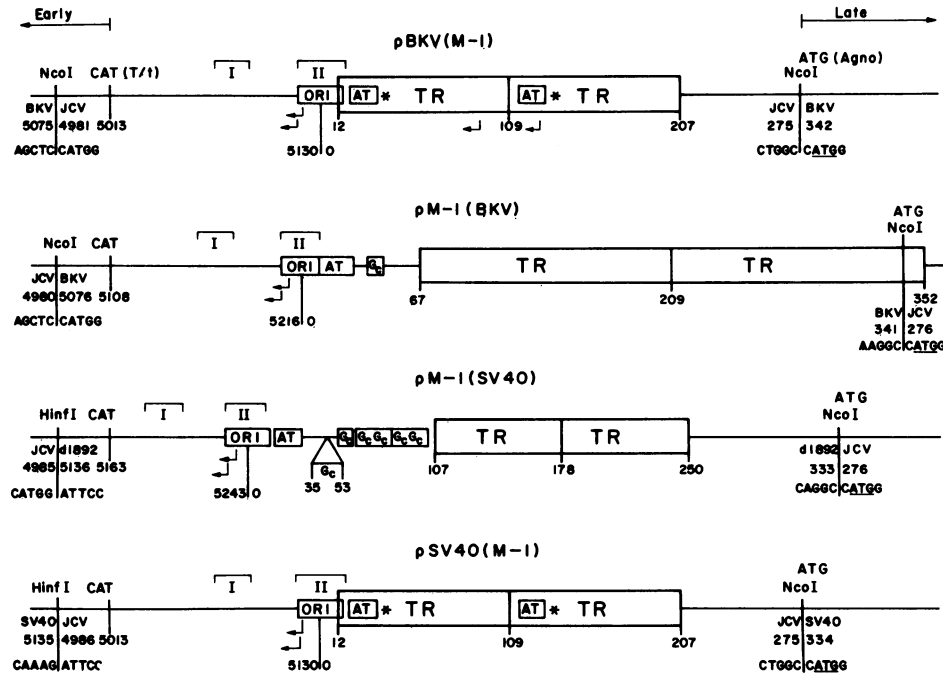 Early
Late
pBKV(M-1)
ATG (Agno)
NcoI CAT (T/t) I II NcoI
ORI AT * TR AT * TR
BKV JCV JCV BKV
5075 4981 5013 12 109 207 275 342
5130 0
AGCTC CATGG CTGGC CATGG
pM-1(BKV)
ATG
NcoI CAT I II NcoI
ORI AT Gc TR TR
JCV BKV
4980 5076 5108 67 209 352
5216 0 BKV JCV
341 276
AGCTC CATGG AAGGC CATGG
pM-1(SV40)
ATG
HinfI CAT I II NcoI
ORI AT Gc Gc Gc Gc Gc TR TR
JCV dl892 dl892 JCV
4985 5136 5163 Gc 107 178 250 333 276
5243 0 35 53
CATGG ATTCC CAGGC CATGG
pSV40(M-1)
ATG
HinfI CAT I II NcoI
ORI AT * TR AT * TR
SV40 JCV JCV SV40
5135 4986 5013 12 109 207 275 334
5130 0
CAAAG ATTCC CTGGC CATGG